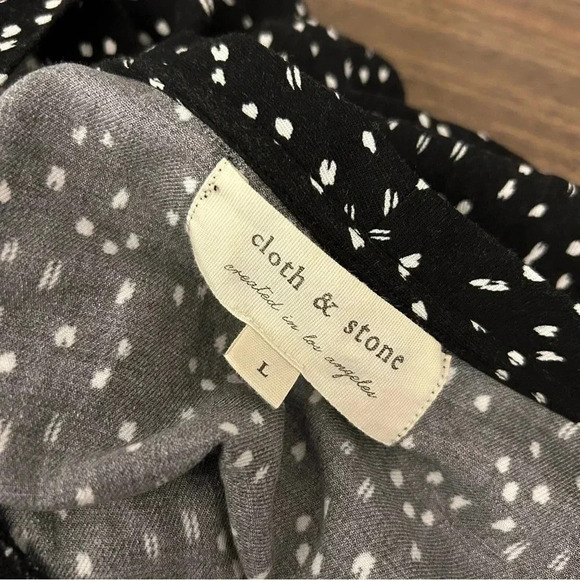 cloth & stone
created in los angeles
L